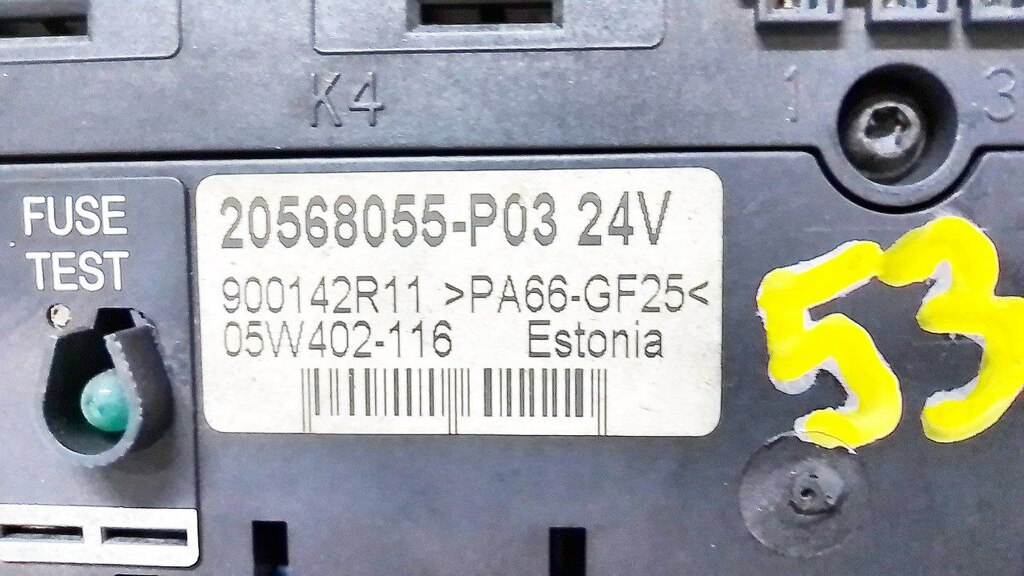 K4
1 3
FUSE
TEST
20568055-P03 24V
900142R11 >PA66-GF25<
05W402-116 Estonia
53